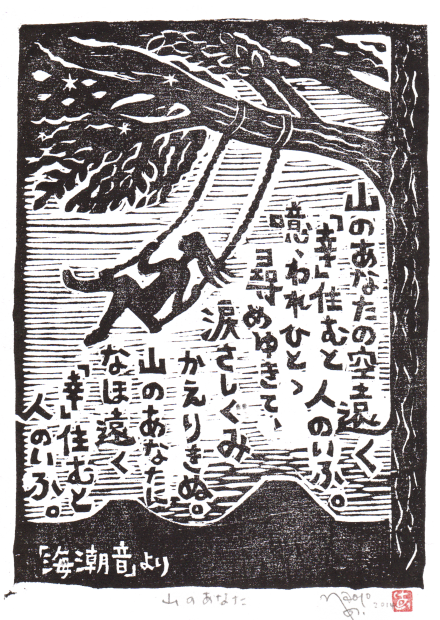 山のあなたの空遠く
「幸」住むと人のいふ。
噫、われひとゝ
尋めゆきて、
涙さしぐみ
かえりきぬ。
山のあなたに
なほ遠く
「幸」住むと
人のいふ。
「海潮音」より
山のあなた